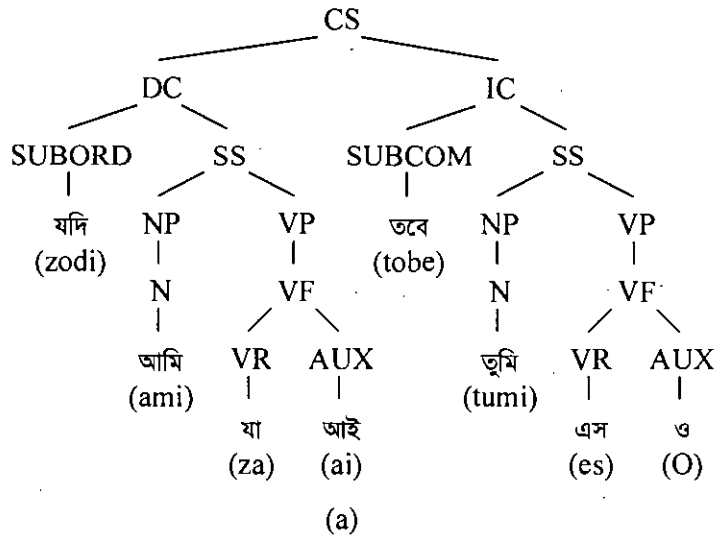 CS
DC IC
SUBORD SS SUBCOM SS
যদি NP VP তবে NP VP
(zodi) (tobe)
N VF N VF
আমি VR AUX তুমি VR AUX
(ami) (tumi)
যা আই এস ও
(za) (ai) (es) (O)
(a)